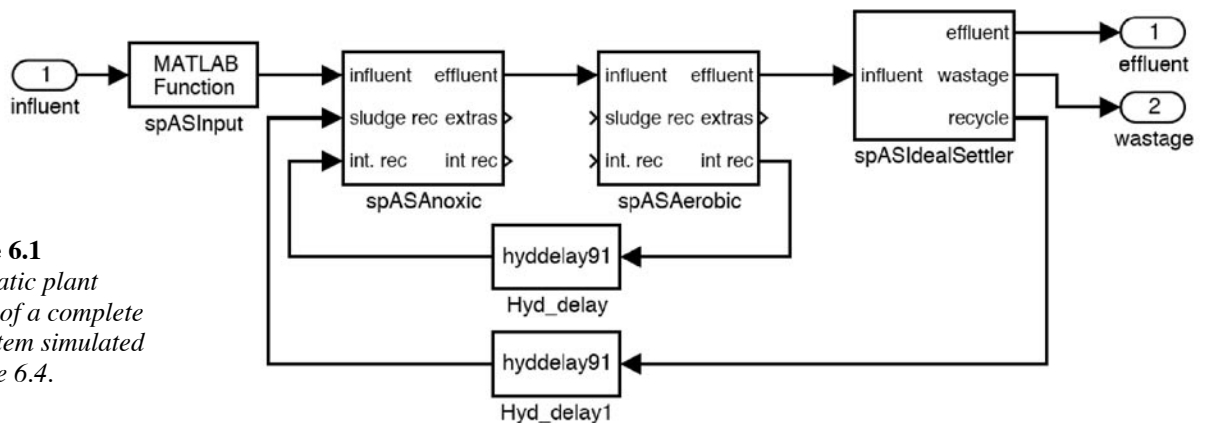 1
influent
MATLAB
Function
spASInput
influent effluent
sludge rec extras
int. rec int rec
spASAnoxic
influent effluent
sludge rec extras
int. rec int rec
spASAerobic
effluent
influent wastage
recycle
spASIdealSettler
1
effluent
2
wastage
hyddelay91
Hyd_delay
hyddelay91
Hyd_delay1
6.1
plant
of a complete
simulated
6.4.